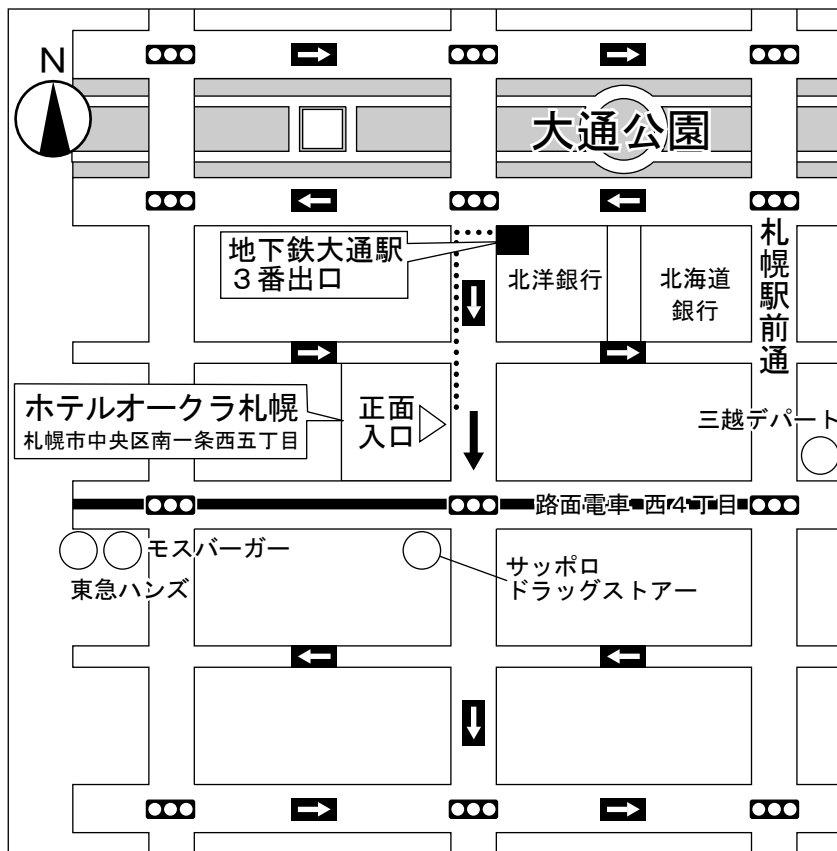 N
大通公園
地下鉄大通駅
３番出口
北洋銀行
北海道
銀行
札幌駅前通
ホテルオークラ札幌
札幌市中央区南一条西五丁目
正面
入口
三越デパート
路面電車 西４丁目
モスバーガー
東急ハンズ
サッポロ
ドラッグストアー